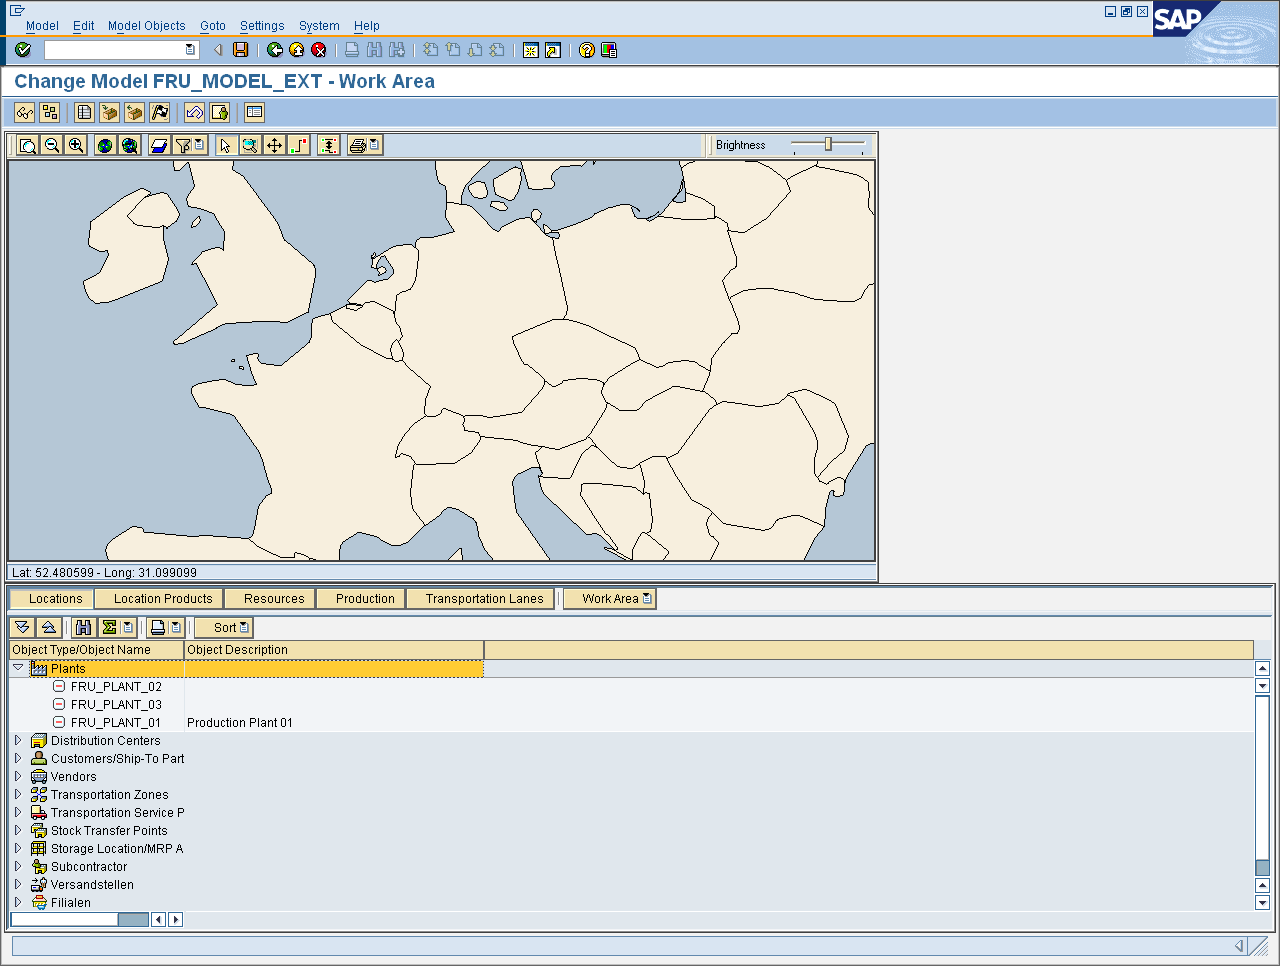 Model Edit Model Objects Goto Settings System Help
SAP
Change Model FRU_MODEL_EXT - Work Area
Brightness
Lat: 52.480599 - Long: 31.099099
Locations Location Products Resources Production Transportation Lanes Work Area
Sort
Object Type/Object Name Object Description
Plants
FRU_PLANT_02
FRU_PLANT_03
FRU_PLANT_01 Production Plant 01
Distribution Centers
Customers/Ship-To Part
Vendors
Transportation Zones
Transportation Service P
Stock Transfer Points
Storage Location/MRP A
Subcontractor
Versandstellen
Filialen